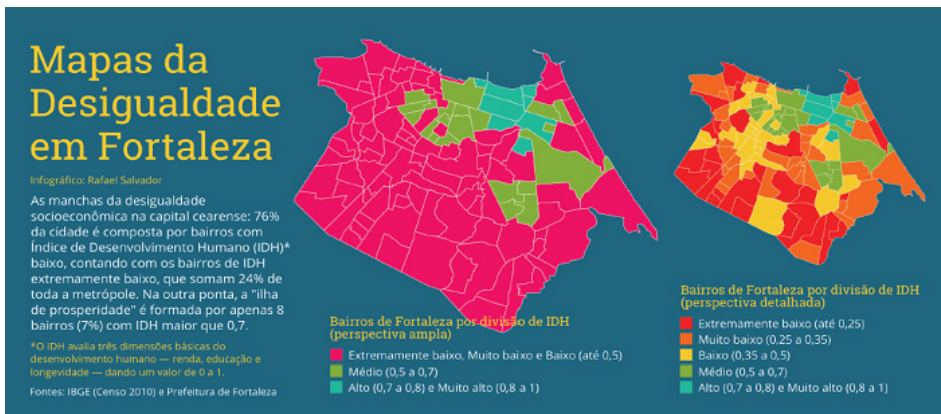 Mapas da
Desigualdade
em Fortaleza
Infográfico: Rafael Salvador
As manchas da desigualdade
socioeconômica na capital cearense: 76%
da cidade é composta por bairros com
Índice de Desenvolvimento Humano (IDH)*
baixo, contando com os bairros de IDH
extremamente baixo, que somam 24% de
toda a metrópole. Na outra ponta, a "ilha
de prosperidade" é formada por apenas 8
bairros (7%) com IDH maior que 0,7.
*O IDH avalia três dimensões básicas do
desenvolvimento humano — renda, educação e
longevidade — dando um valor de 0 a 1.
Fontes: IBGE (Censo 2010) e Prefeitura de Fortaleza
Bairros de Fortaleza por divisão de IDH
(perspectiva ampla)
Extremamente baixo, Muito baixo e Baixo (até 0,5)
Médio (0,5 a 0,7)
Alto (0,7 a 0,8) e Muito alto (0,8 a 1)
Bairros de Fortaleza por divisão de IDH
(perspectiva detalhada)
Extremamente baixo (até 0,25)
Muito baixo (0,25 a 0,35)
Baixo (0,35 a 0,5)
Médio (0,5 a 0,7)
Alto (0,7 a 0,8) e Muito alto (0,8 a 1)